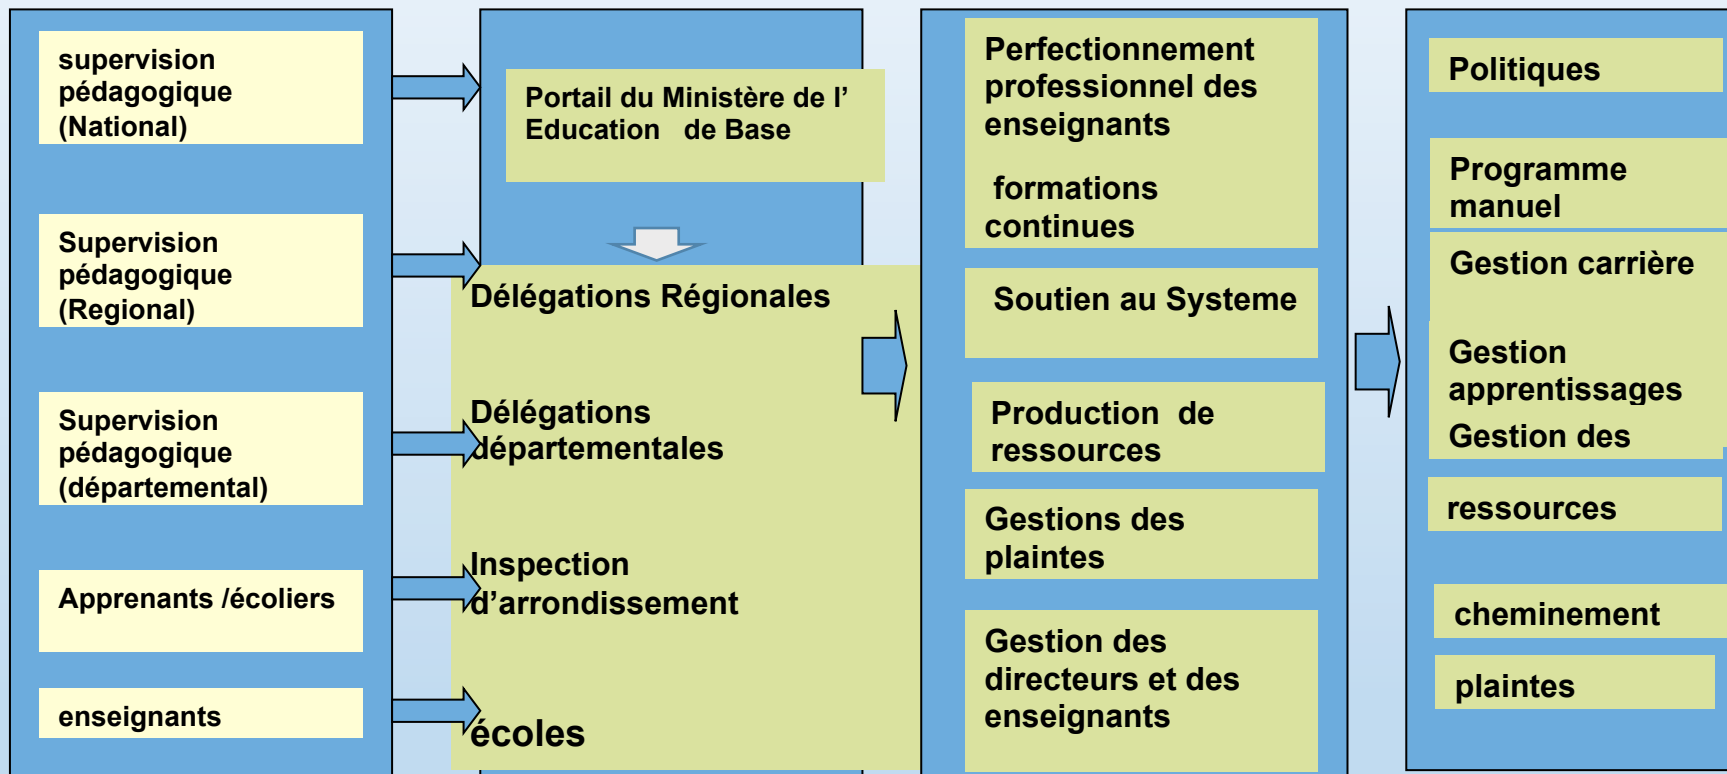 supervision
pédagogique
(National)
Supervision
pédagogique
(Regional)
Supervision
pédagogique
(départemental)
Apprenants /écoliers
enseignants
Portail du Ministère de l’
Education de Base
Délégations Régionales
Délégations
départementales
Inspection
d’arrondissement
écoles
Perfectionnement
professionnel des
enseignants
formations
continues
Soutien au Systeme
Production de
ressources
Gestions des
plaintes
Gestion des
directeurs et des
enseignants
Politiques
Programme
manuel
Gestion carrière
Gestion
apprentissages
Gestion des
ressources
cheminement
plaintes